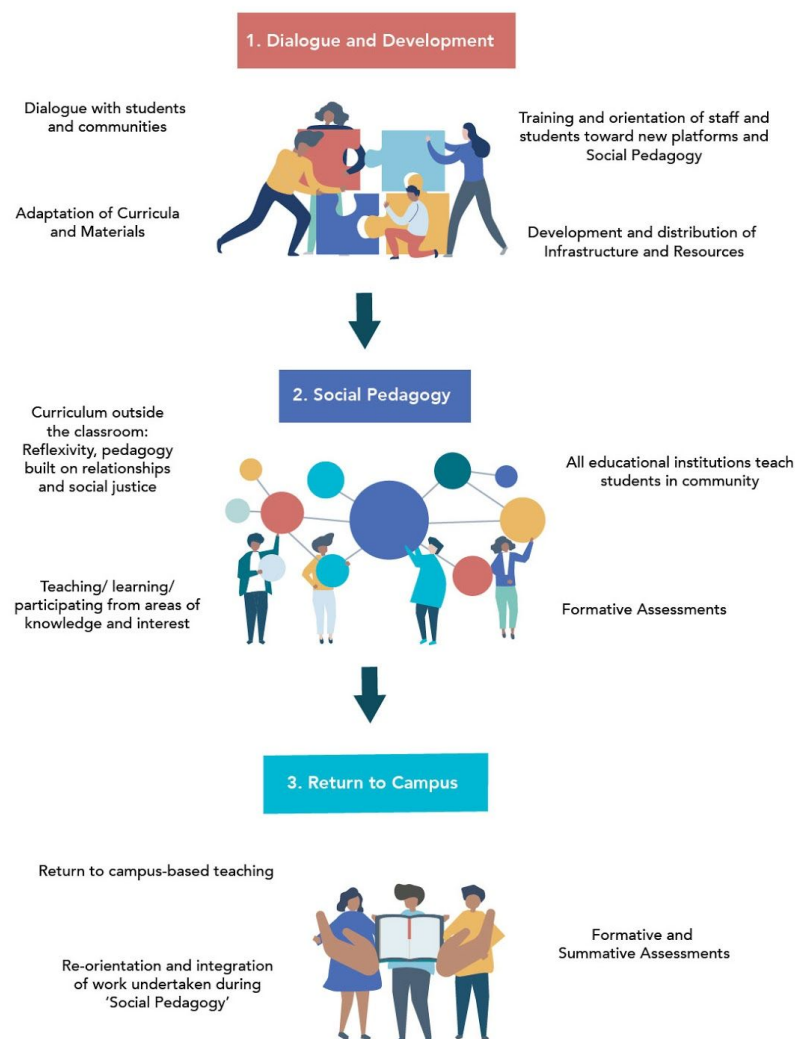 1. Dialogue and Development
Dialogue with students
and communities
Adaptation of Curricula
and Materials
Training and orientation of staff and
students toward new platforms and
Social Pedagogy
Development and distribution of
Infrastructure and Resources
2. Social Pedagogy
Curriculum outside
the classroom:
Reflexivity, pedagogy
built on relationships
and social justice
Teaching/ learning/
participating from areas of
knowledge and interest
All educational institutions teach
students in community
Formative Assessments
3. Return to Campus
Return to campus-based teaching
Re-orientation and integration
of work undertaken during
‘Social Pedagogy’
Formative and
Summative Assessments